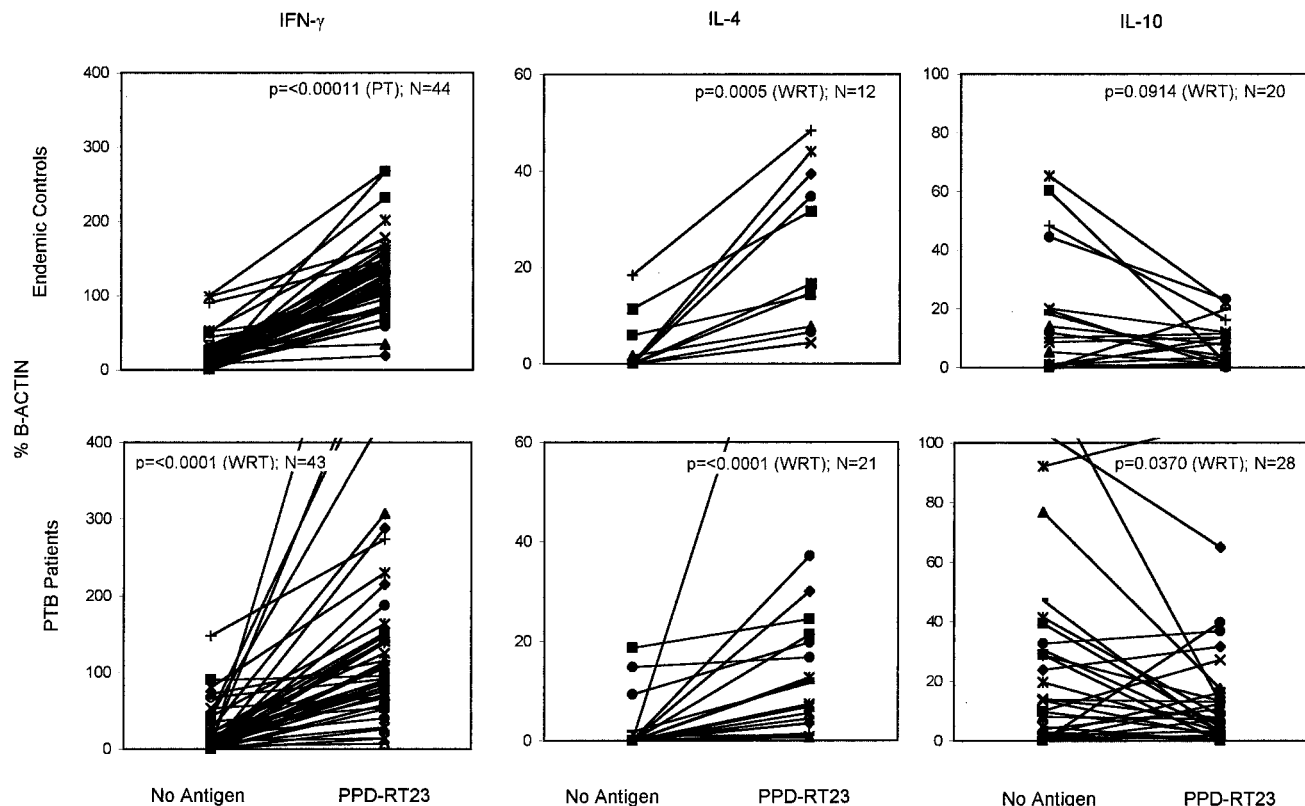 IFN-γ IL-4 IL-10
Endemic Controls
% B-ACTIN
PTB Patients
400
300
200
100
0
p=<0.00011 (PT); N=44
60
40
20
0
p=0.0005 (WRT); N=12
100
80
60
40
20
0
p=0.0914 (WRT); N=20
400
300
200
100
0
p=<0.0001 (WRT); N=43
60
40
20
0
p=<0.0001 (WRT); N=21
100
80
60
40
20
0
p=0.0370 (WRT); N=28
No Antigen PPD-RT23 No Antigen PPD-RT23 No Antigen PPD-RT23